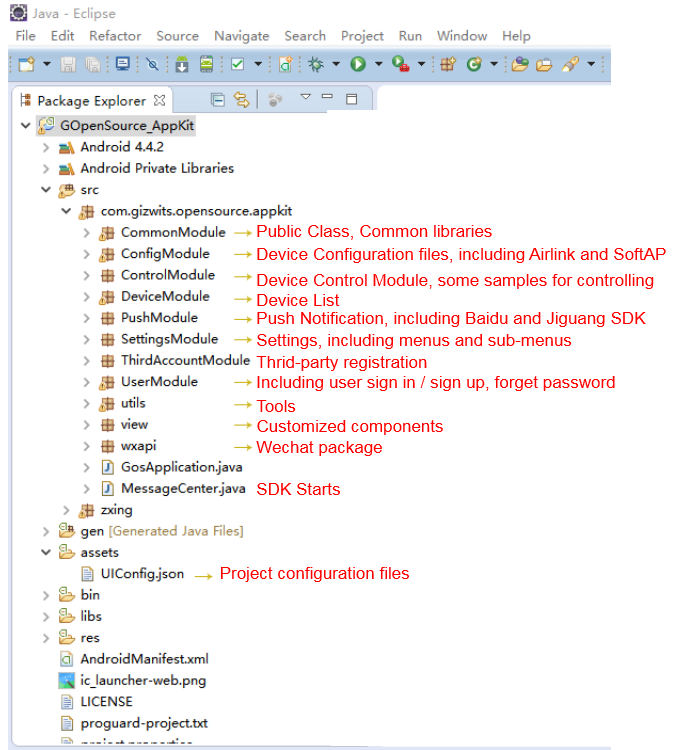 Java - Eclipse
File Edit Refactor Source Navigate Search Project Run Window Help
Package Explorer
GOpenSource_AppKit
Android 4.4.2
Android Private Libraries
src
com.gizwits.opensource.appkit
CommonModule Public Class, Common libraries
ConfigModule Device Configuration files, including Airlink and SoftAP
ControlModule Device Control Module, some samples for controlling
DeviceModule Device List
PushModule Push Notification, including Baidu and Jiguang SDK
SettingsModule Settings, including menus and sub-menus
ThirdAccountModule Thrid-party registration
UserModule Including user sign in / sign up, forget password
utils Tools
view Customized components
wxapi Wechat package
GosApplication.java
MessageCenter.java SDK Starts
zxing
gen [Generated Java Files]
assets
UIConfig.json Project configuration files
bin
libs
res
AndroidManifest.xml
ic_launcher-web.png
LICENSE
proguard-project.txt
project.properties